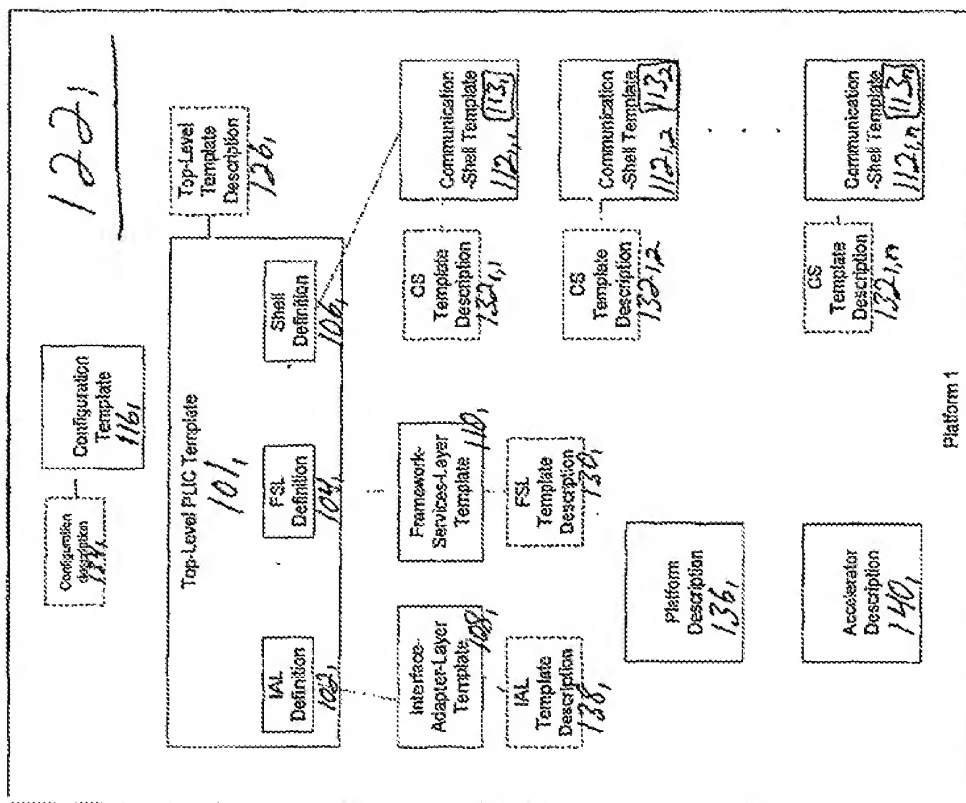 122₁
Configuration
description
134₁
Configuration
Template
116₁
Top-Level PLIC Template
101₁
IAL
Definition
102₁
FSL
Definition
104₁
Shell
Definition
106₁
Top-Level
Template
Description
126₁
Interface-
Adapter-Layer
Template
108₁
Framework-
Services-Layer
Template
110₁
CS
Template
Description
132₁,₁
Communication
-Shell Template
112₁,₁ 113₁
IAL
Template
Description
138₁
FSL
Template
Description
130₁
CS
Template
Description
132₁,₂
Communication
-Shell Template
112₁,₂ 113₂
Platform
Description
136₁
Accelerator
Description
140₁
CS
Template
Description
132₁,ₙ
Communication
-Shell Template
112₁,ₙ 113ₙ
Platform 1